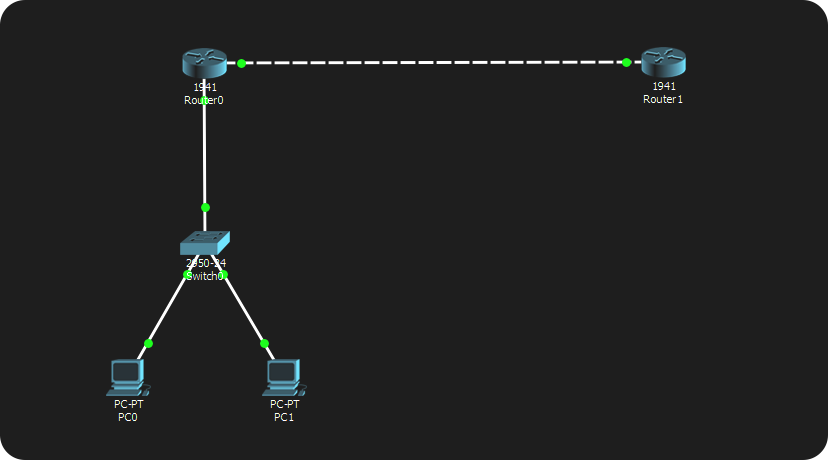 1941
Router0
1941
Router1
2950-24
Switch0
PC-PT
PC0
PC-PT
PC1